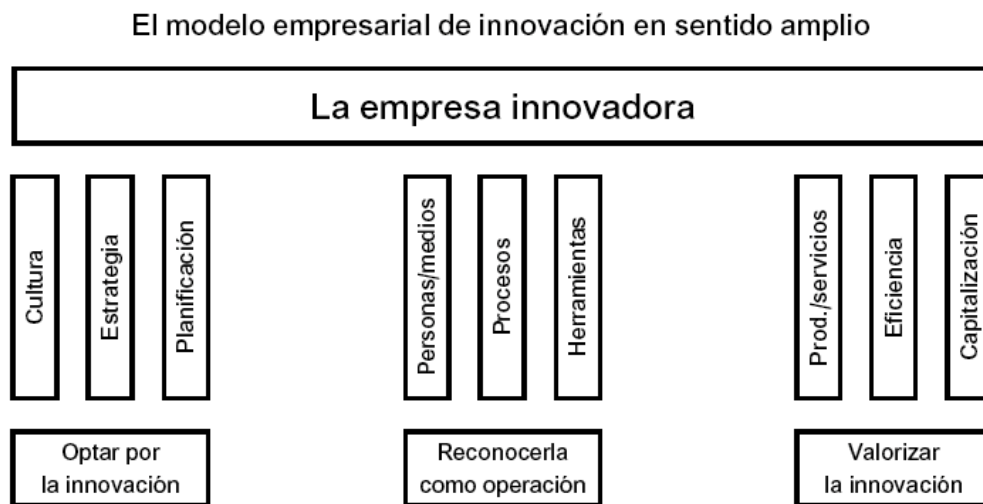 El modelo empresarial de innovación en sentido amplio
La empresa innovadora
Cultura
Estrategia
Planificación
Personas/medios
Procesos
Herramientas
Prod./servicios
Eficiencia
Capitalización
Optar por
la innovación
Reconocerla
como operación
Valorizar
la innovación